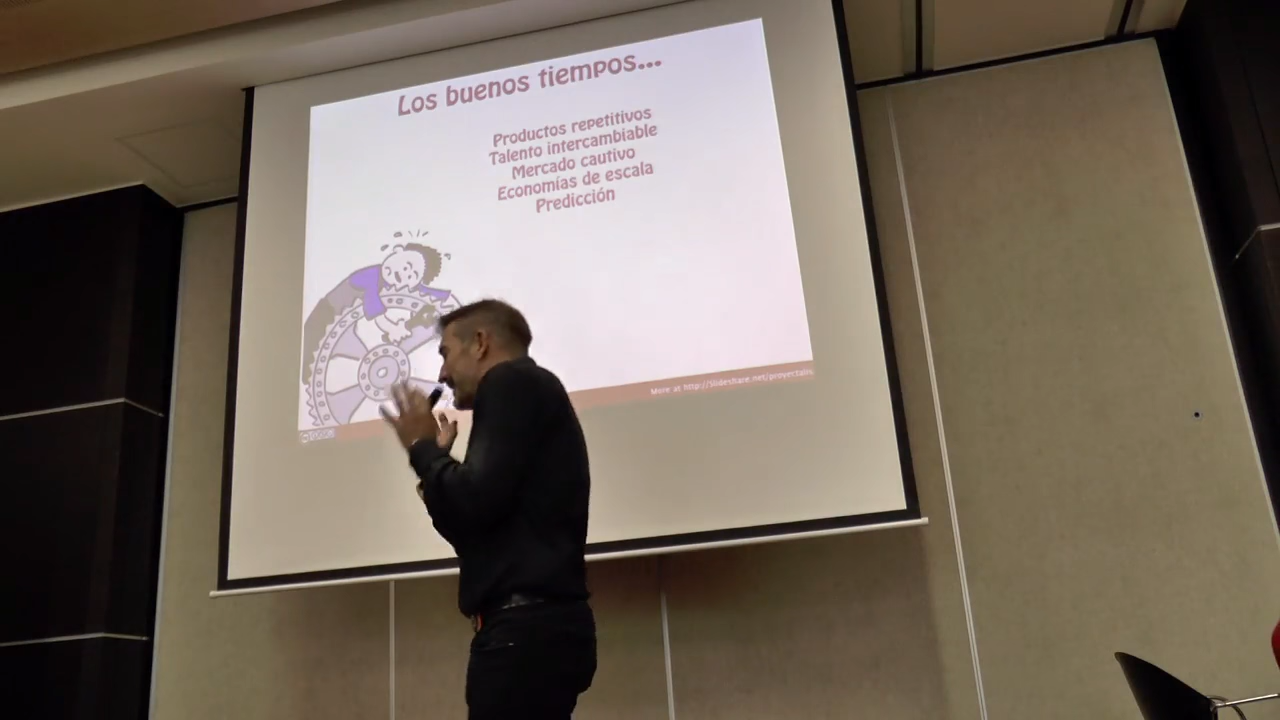 Los buenos tiempos...
Productos repetitivos
Talento intercambiable
Mercado cautivo
Economías de escala
Predicción
More at http://Slideshare.net/proyectalis